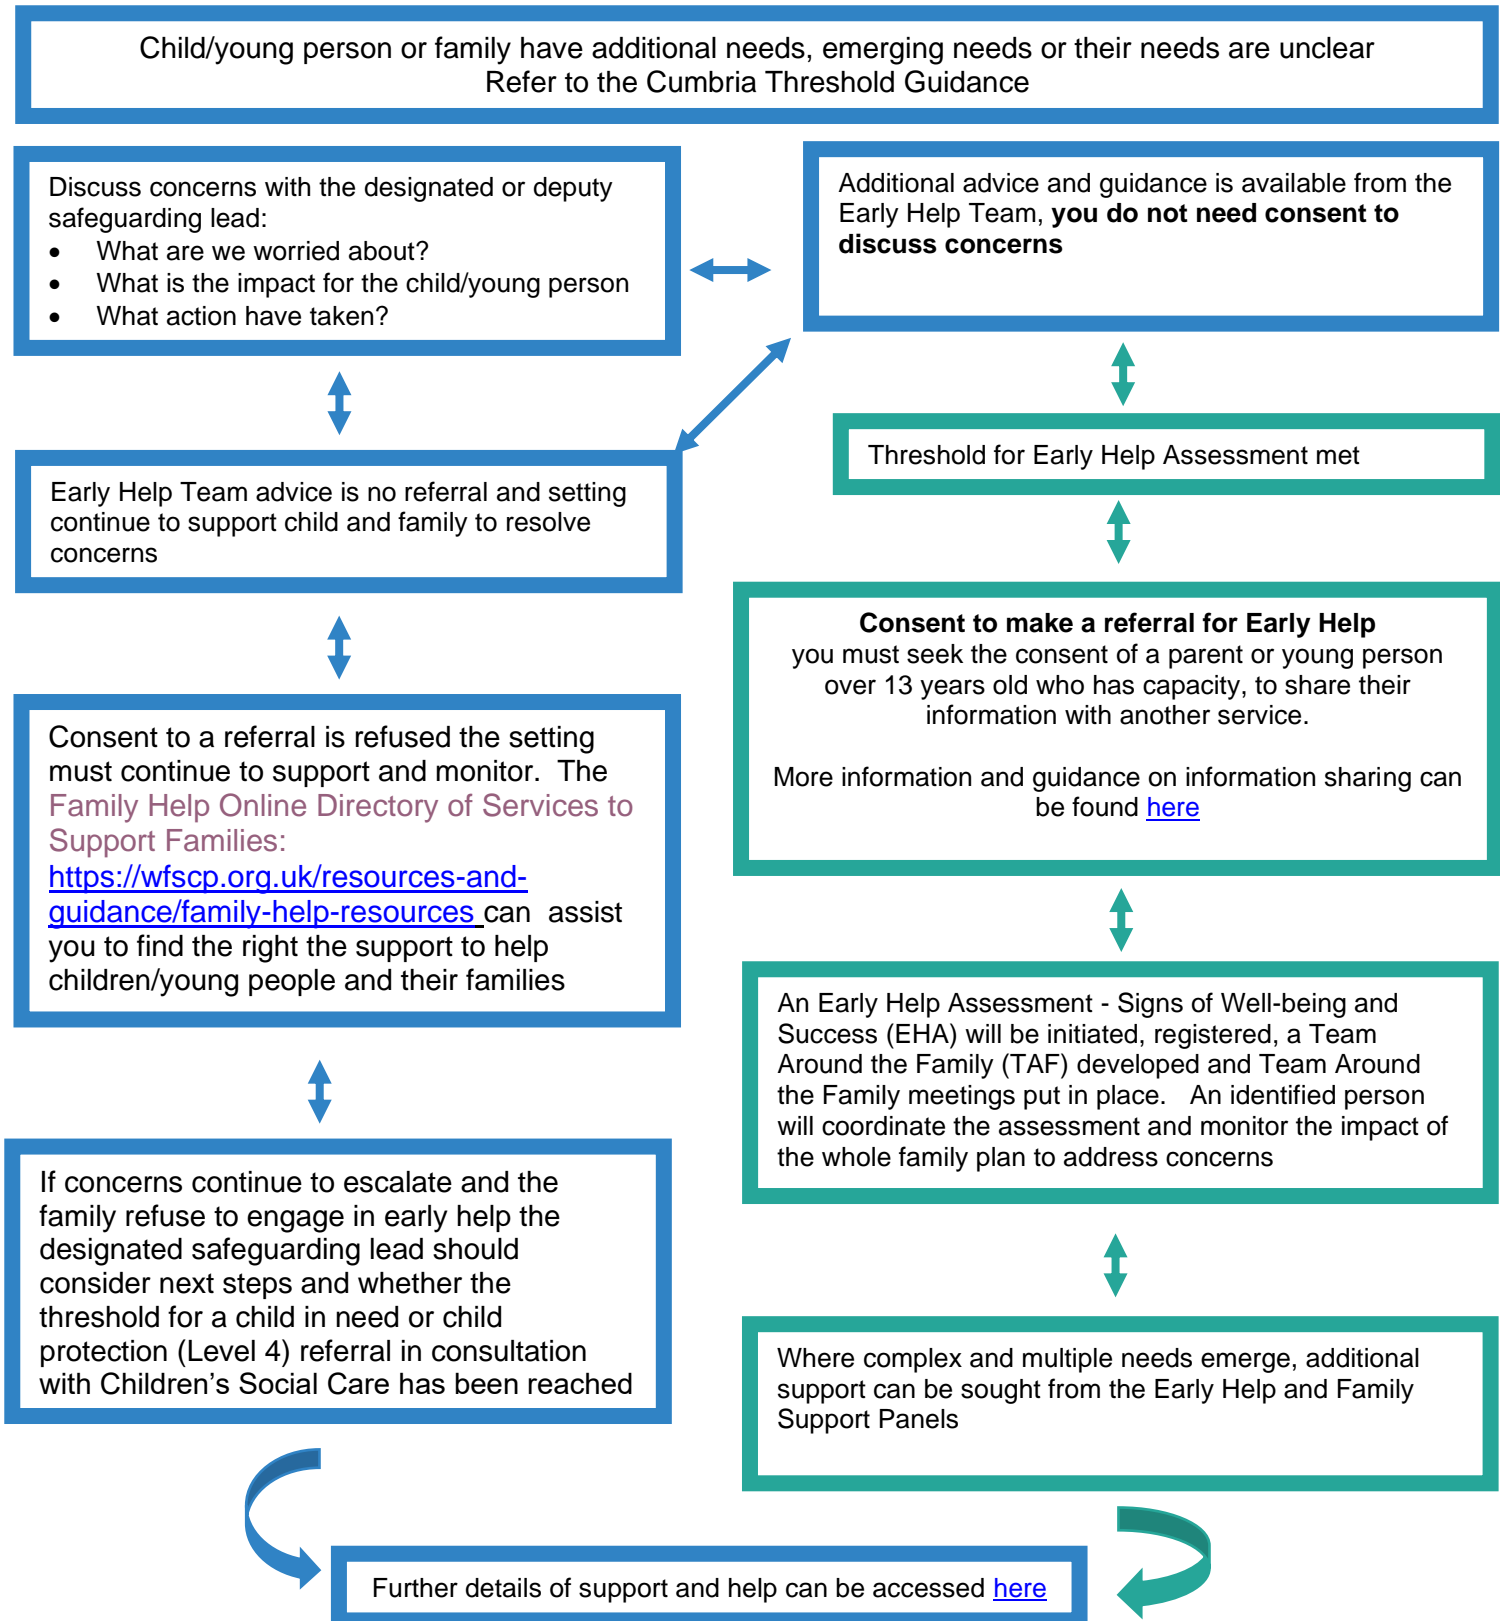 Child/young person or family have additional needs, emerging needs or their needs are unclear
Refer to the Cumbria Threshold Guidance
Discuss concerns with the designated or deputy
safeguarding lead:
• What are we worried about?
• What is the impact for the child/young person
• What action have taken?
Additional advice and guidance is available from the
Early Help Team, you do not need consent to
discuss concerns
Early Help Team advice is no referral and setting
continue to support child and family to resolve
concerns
Threshold for Early Help Assessment met
Consent to make a referral for Early Help
you must seek the consent of a parent or young person
over 13 years old who has capacity, to share their
information with another service.
More information and guidance on information sharing can
be found here
Consent to a referral is refused the setting
must continue to support and monitor. The
Family Help Online Directory of Services to
Support Families:
https://wfscp.org.uk/resources-and-
guidance/family-help-resources can assist
you to find the right the support to help
children/young people and their families
An Early Help Assessment - Signs of Well-being and
Success (EHA) will be initiated, registered, a Team
Around the Family (TAF) developed and Team Around
the Family meetings put in place. An identified person
will coordinate the assessment and monitor the impact of
the whole family plan to address concerns
If concerns continue to escalate and the
family refuse to engage in early help the
designated safeguarding lead should
consider next steps and whether the
threshold for a child in need or child
protection (Level 4) referral in consultation
with Children’s Social Care has been reached
Where complex and multiple needs emerge, additional
support can be sought from the Early Help and Family
Support Panels
Further details of support and help can be accessed here